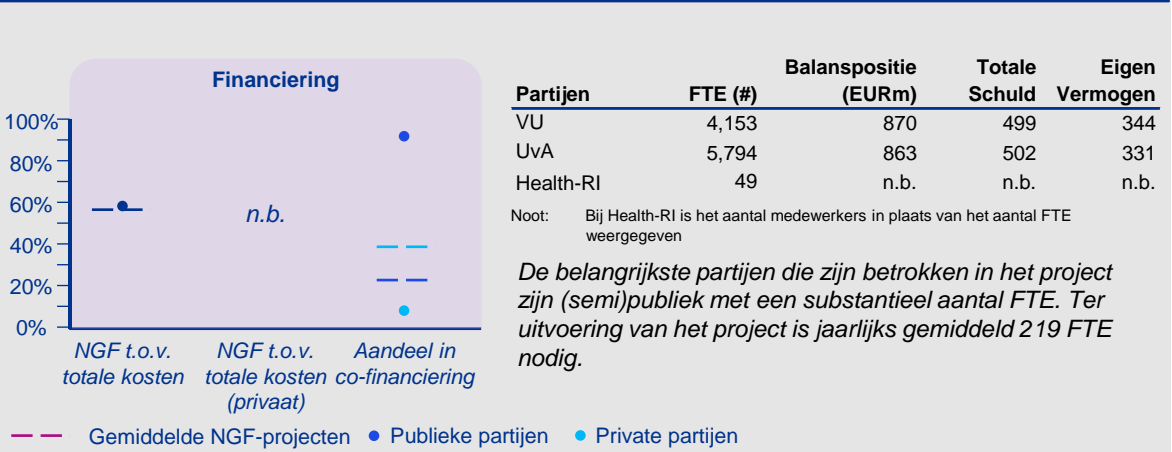 Financiering
100%
80%
60%
40%
20%
0%
n.b.
NGF t.o.v. totale kosten
NGF t.o.v. totale kosten (privaat)
Aandeel in co-financiering
Gemiddelde NGF-projecten Publieke partijen Private partijen
Balanspositie Totale Eigen
Partijen FTE (#) (EURm) Schuld Vermogen
VU 4,153 870 499 344
UvA 5,794 863 502 331
Health-RI 49 n.b. n.b. n.b.
Noot: Bij Health-RI is het aantal medewerkers in plaats van het aantal FTE
weergegeven
De belangrijkste partijen die zijn betrokken in het project
zijn (semi)publiek met een substantieel aantal FTE. Ter
uitvoering van het project is jaarlijks gemiddeld 219 FTE
nodig.